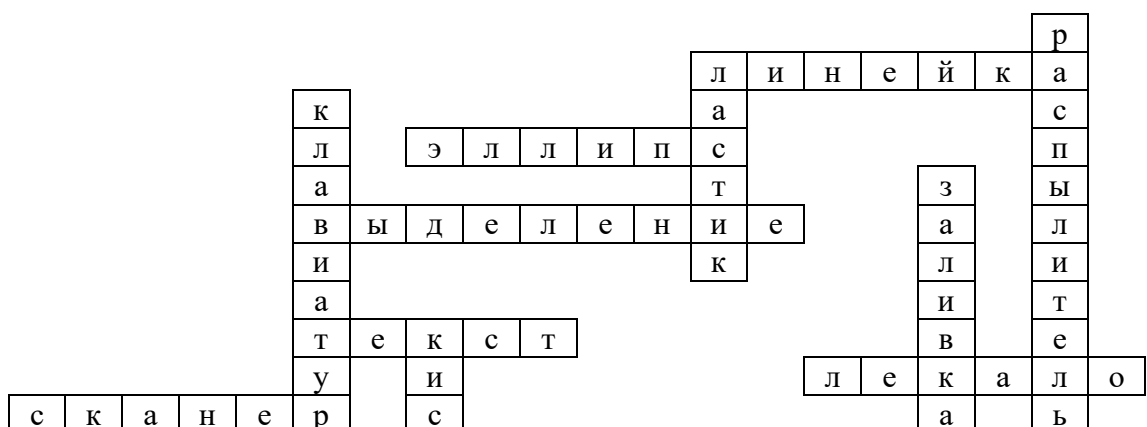 р
л и н е й к а
к а с
л э л л и п с п
а т з ы
в ы д е л е н и е а л
и к л и
а и т
т е к с т в е
у и л е к а л о
с к а н е р с а ь